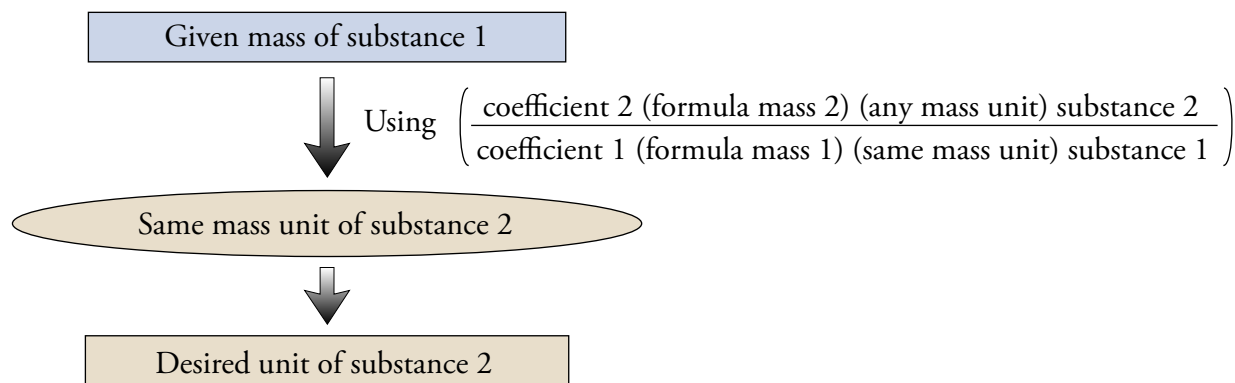 Given mass of substance 1
Using
coefficient 2 (formula mass 2) (any mass unit) substance 2
coefficient 1 (formula mass 1) (same mass unit) substance 1
Same mass unit of substance 2
Desired unit of substance 2